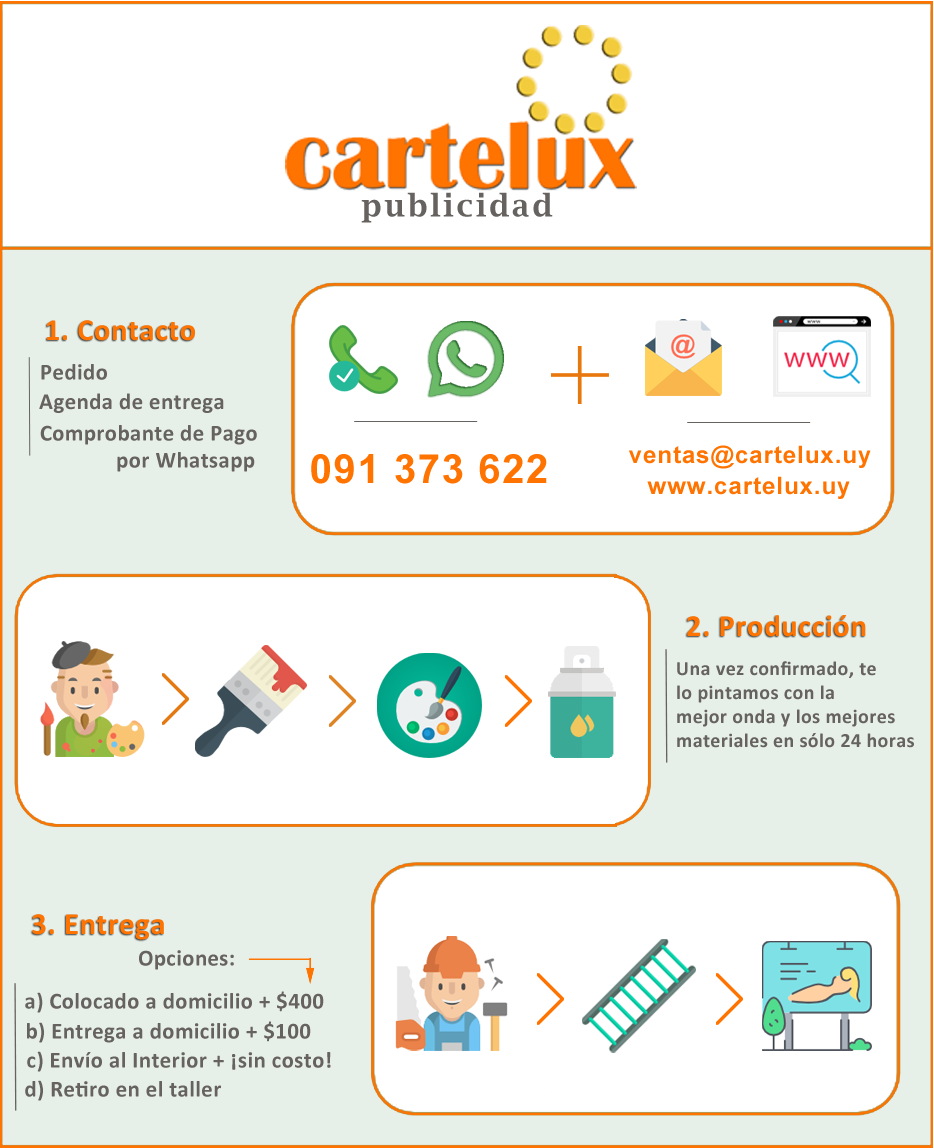 cartelux
publicidad
1. Contacto
Pedido
Agenda de entrega
Comprobante de Pago
por Whatsapp
@
www
www
091 373 622
ventas@cartelux.uy
www.cartelux.uy
2. Producción
Una vez confirmado, te
lo pintamos con la
mejor onda y los mejores
materiales en sólo 24 horas
3. Entrega
Opciones:
a) Colocado a domicilio + $400
b) Entrega a domicilio + $100
c) Envío al Interior + ¡sin costo!
d) Retiro en el taller